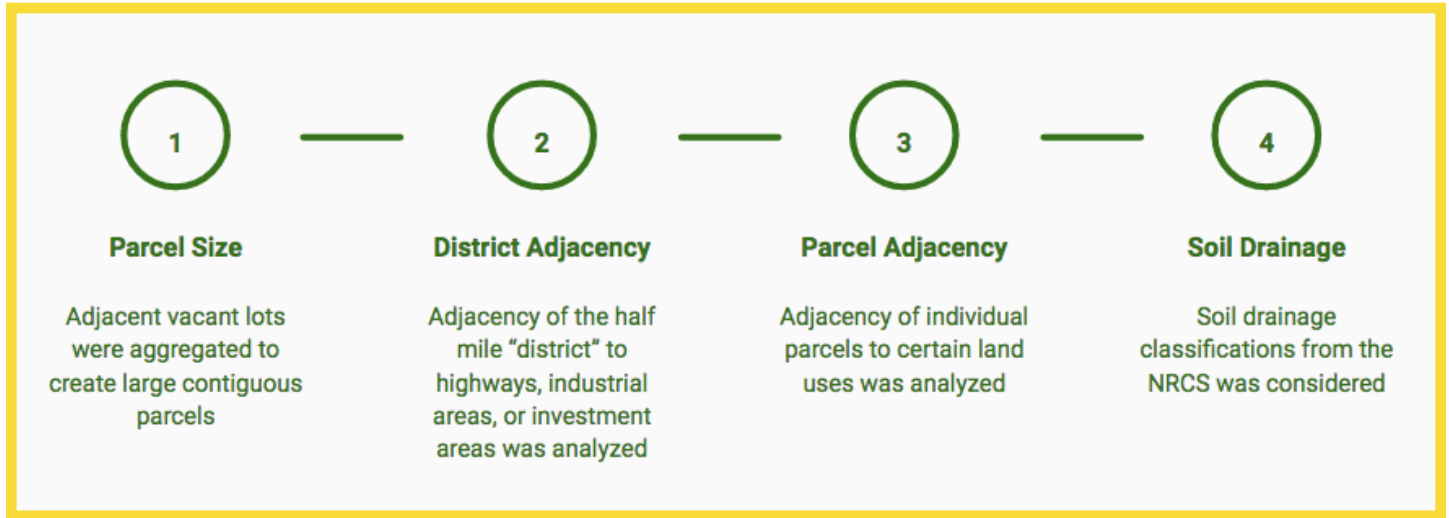 1
Parcel Size
Adjacent vacant lots
were aggregated to
create large contiguous
parcels
2
District Adjacency
Adjacency of the half
mile “district” to
highways, industrial
areas, or investment
areas was analyzed
3
Parcel Adjacency
Adjacency of individual
parcels to certain land
uses was analyzed
4
Soil Drainage
Soil drainage
classifications from the
NRCS was considered